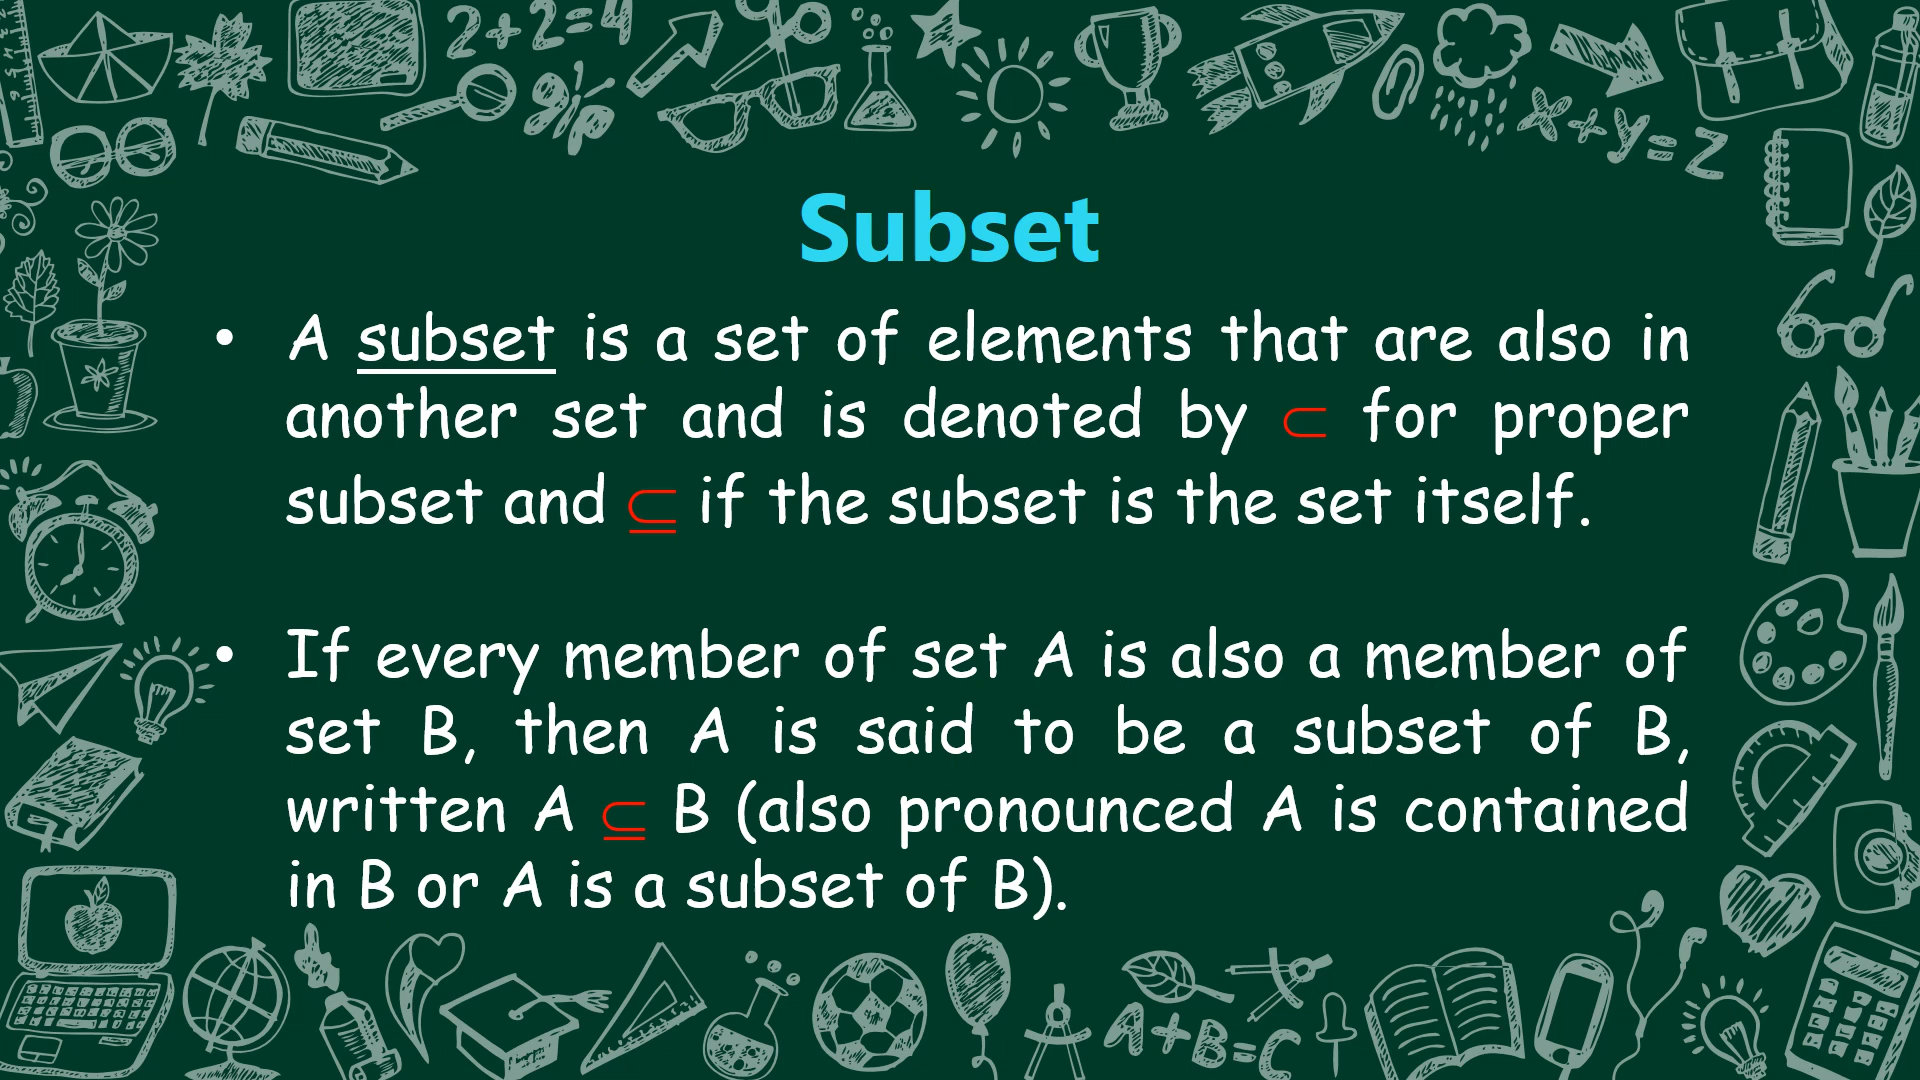 2+2=4
%
x+y=z
Subset
• A subset is a set of elements that are also in
another set and is denoted by ⊂ for proper
subset and ⊆ if the subset is the set itself.
• If every member of set A is also a member of
set B, then A is said to be a subset of B,
written A ⊆ B (also pronounced A is contained
in B or A is a subset of B).
A+B=C